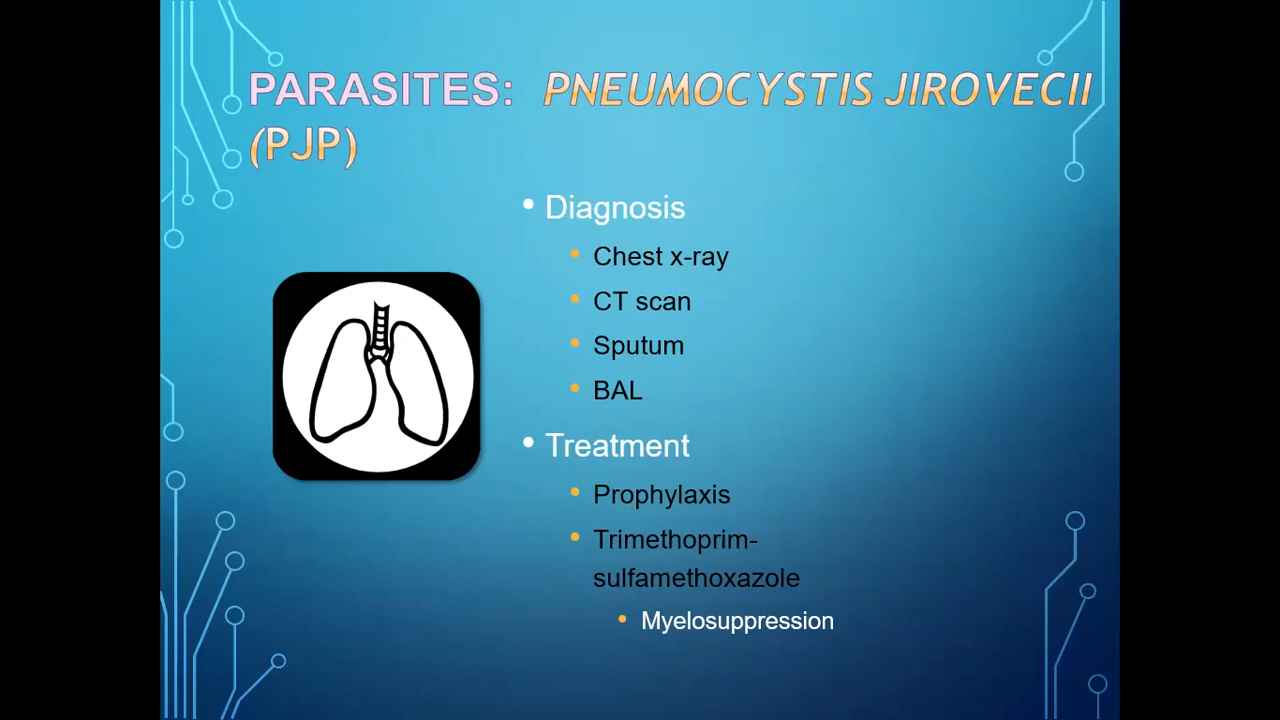 PARASITES: PNEUMOCYSTIS JIROVECII
(PJP)
• Diagnosis
• Chest x-ray
• CT scan
• Sputum
• BAL
• Treatment
• Prophylaxis
• Trimethoprim-
sulfamethoxazole
• Myelosuppression